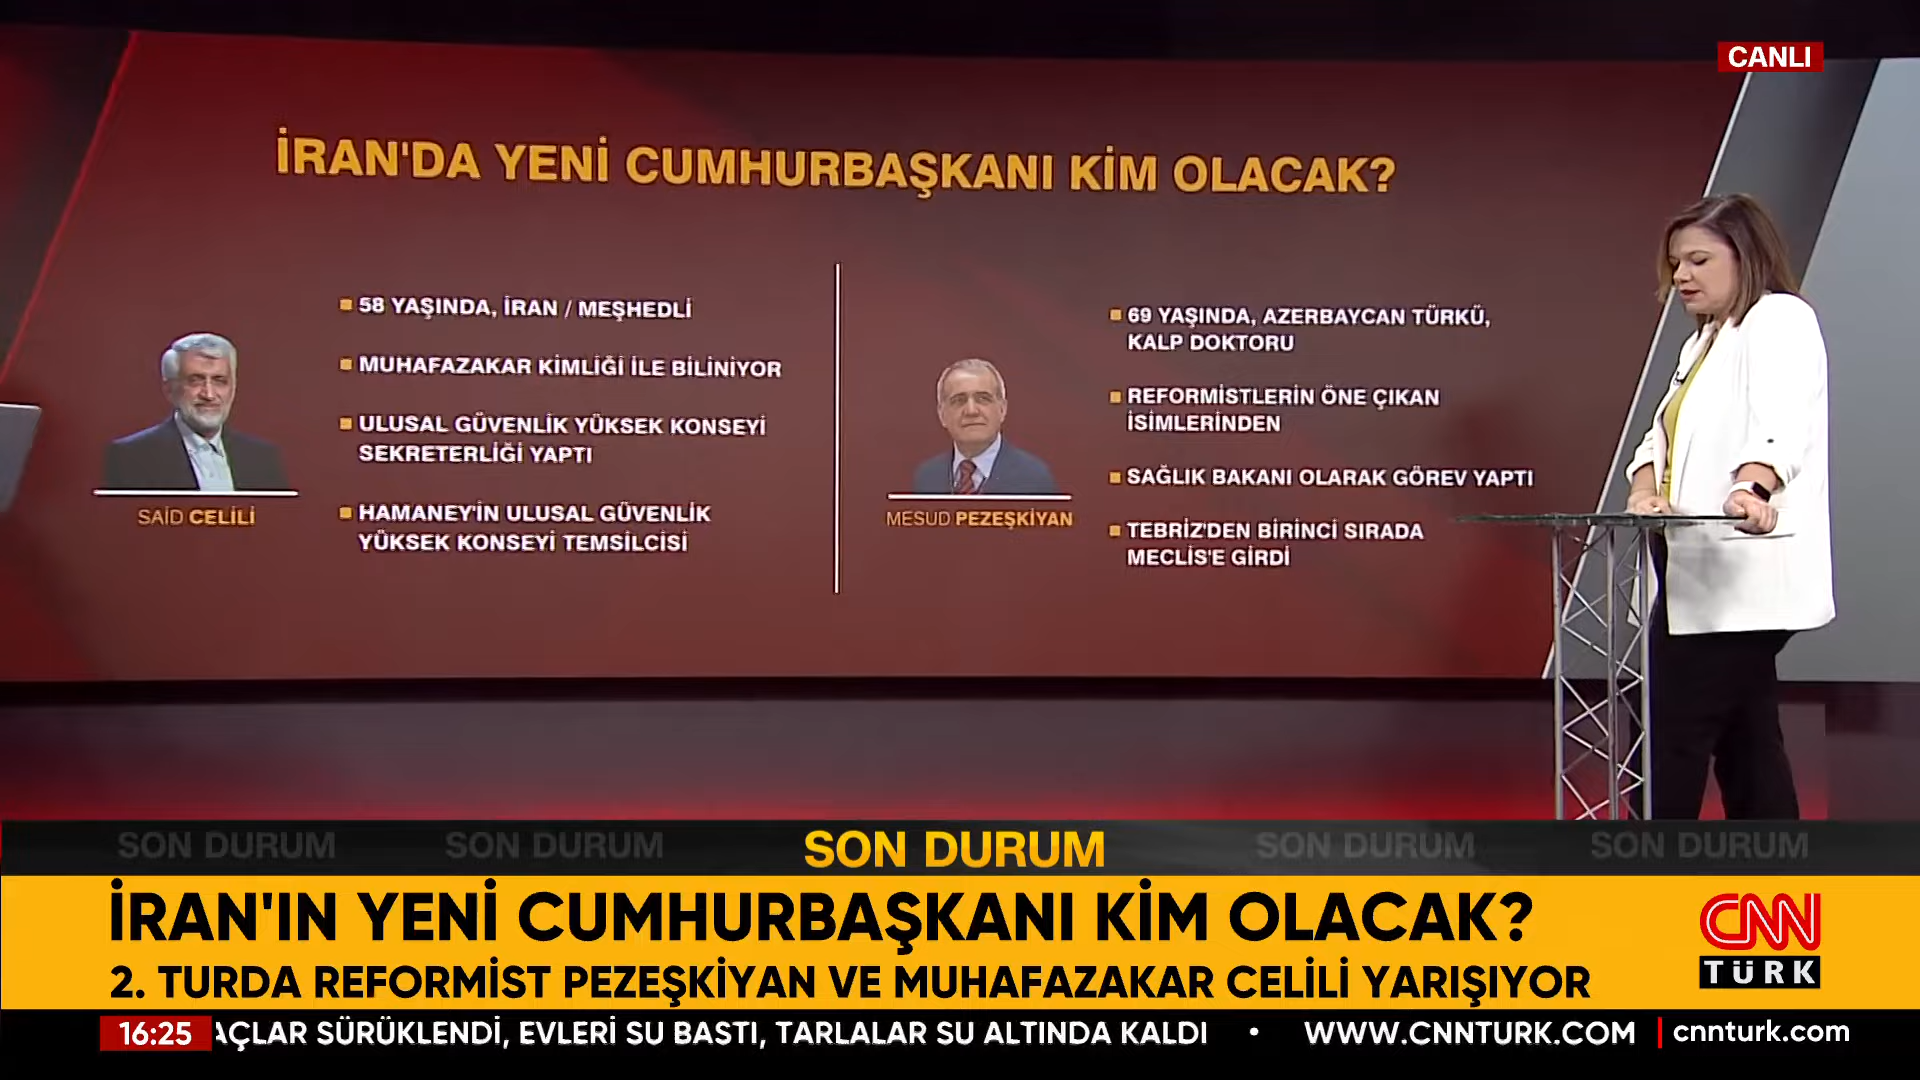 CANLI
İRAN'DA YENİ CUMHURBAŞKANI KİM OLACAK?
58 YAŞINDA, İRAN / MEŞHEDLİ
MUHAFAZAKAR KİMLİĞİ İLE BİLİNİYOR
ULUSAL GÜVENLİK YÜKSEK KONSEYİ
SEKRETERLİĞİ YAPTI
HAMANEY'İN ULUSAL GÜVENLİK
YÜKSEK KONSEYİ TEMSİLCİSİ
SAİD CELİLİ
69 YAŞINDA, AZERBAYCAN TÜRKÜ,
KALP DOKTORU
REFORMİSTLERİN ÖNE ÇIKAN
İSİMLERİNDEN
SAĞLIK BAKANI OLARAK GÖREV YAPTI
TEBRİZ'DEN BİRİNCİ SIRADA
MECLİS'E GİRDİ
MESUD PEZEŞKİYAN
SON DURUM SON DURUM SON DURUM SON DURUM SON DURUM
İRAN'IN YENİ CUMHURBAŞKANI KİM OLACAK?
2. TURDA REFORMİST PEZEŞKİYAN VE MUHAFAZAKAR CELİLİ YARIŞIYOR
CNN
TÜRK
16:25 AÇLAR SÜRÜKLENDİ, EVLERİ SU BASTI, TARLALAR SU ALTINDA KALDI • WWW.CNNTURK.COM cnnturk.com